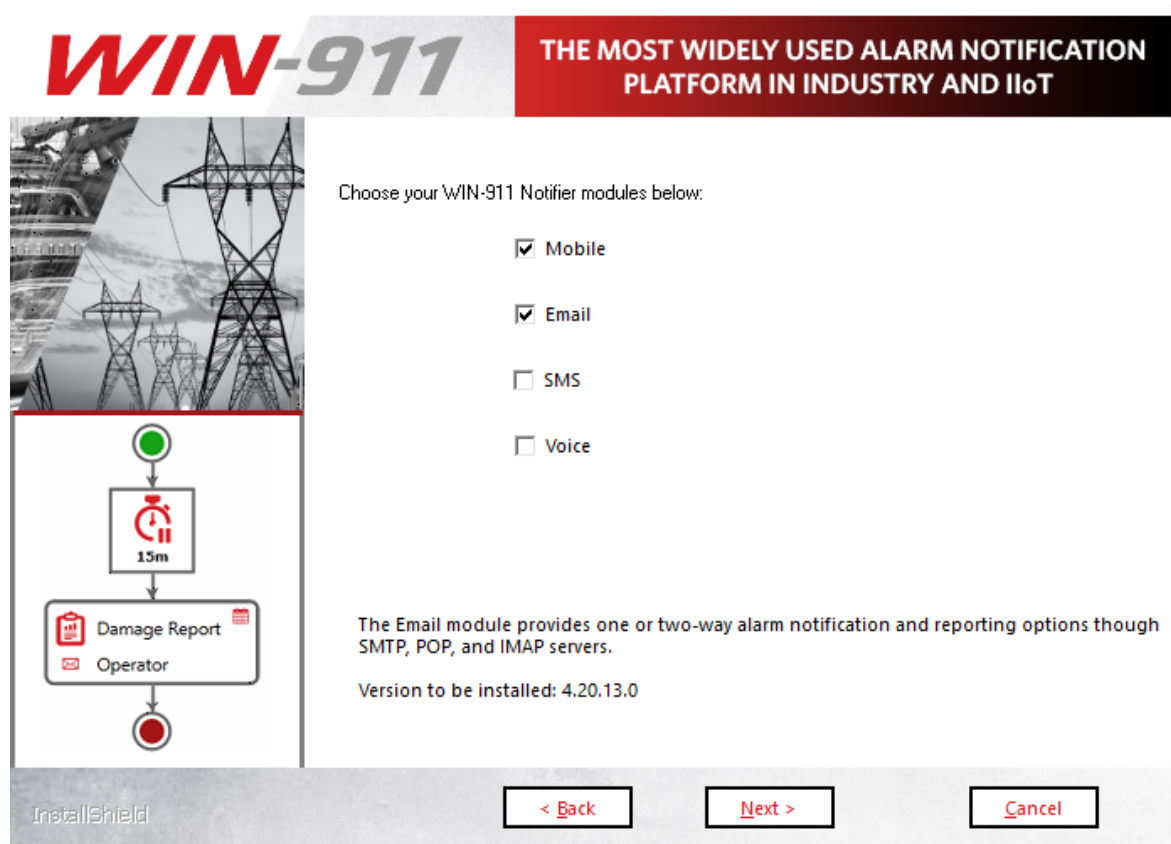 WIN-911
THE MOST WIDELY USED ALARM NOTIFICATION
PLATFORM IN INDUSTRY AND IIoT
Choose your WIN-911 Notifier modules below:
Mobile
Email
SMS
Voice
15m
Damage Report
Operator
The Email module provides one or two-way alarm notification and reporting options though
SMTP, POP, and IMAP servers.
Version to be installed: 4.20.13.0
InstallShield
< Back
Next >
Cancel